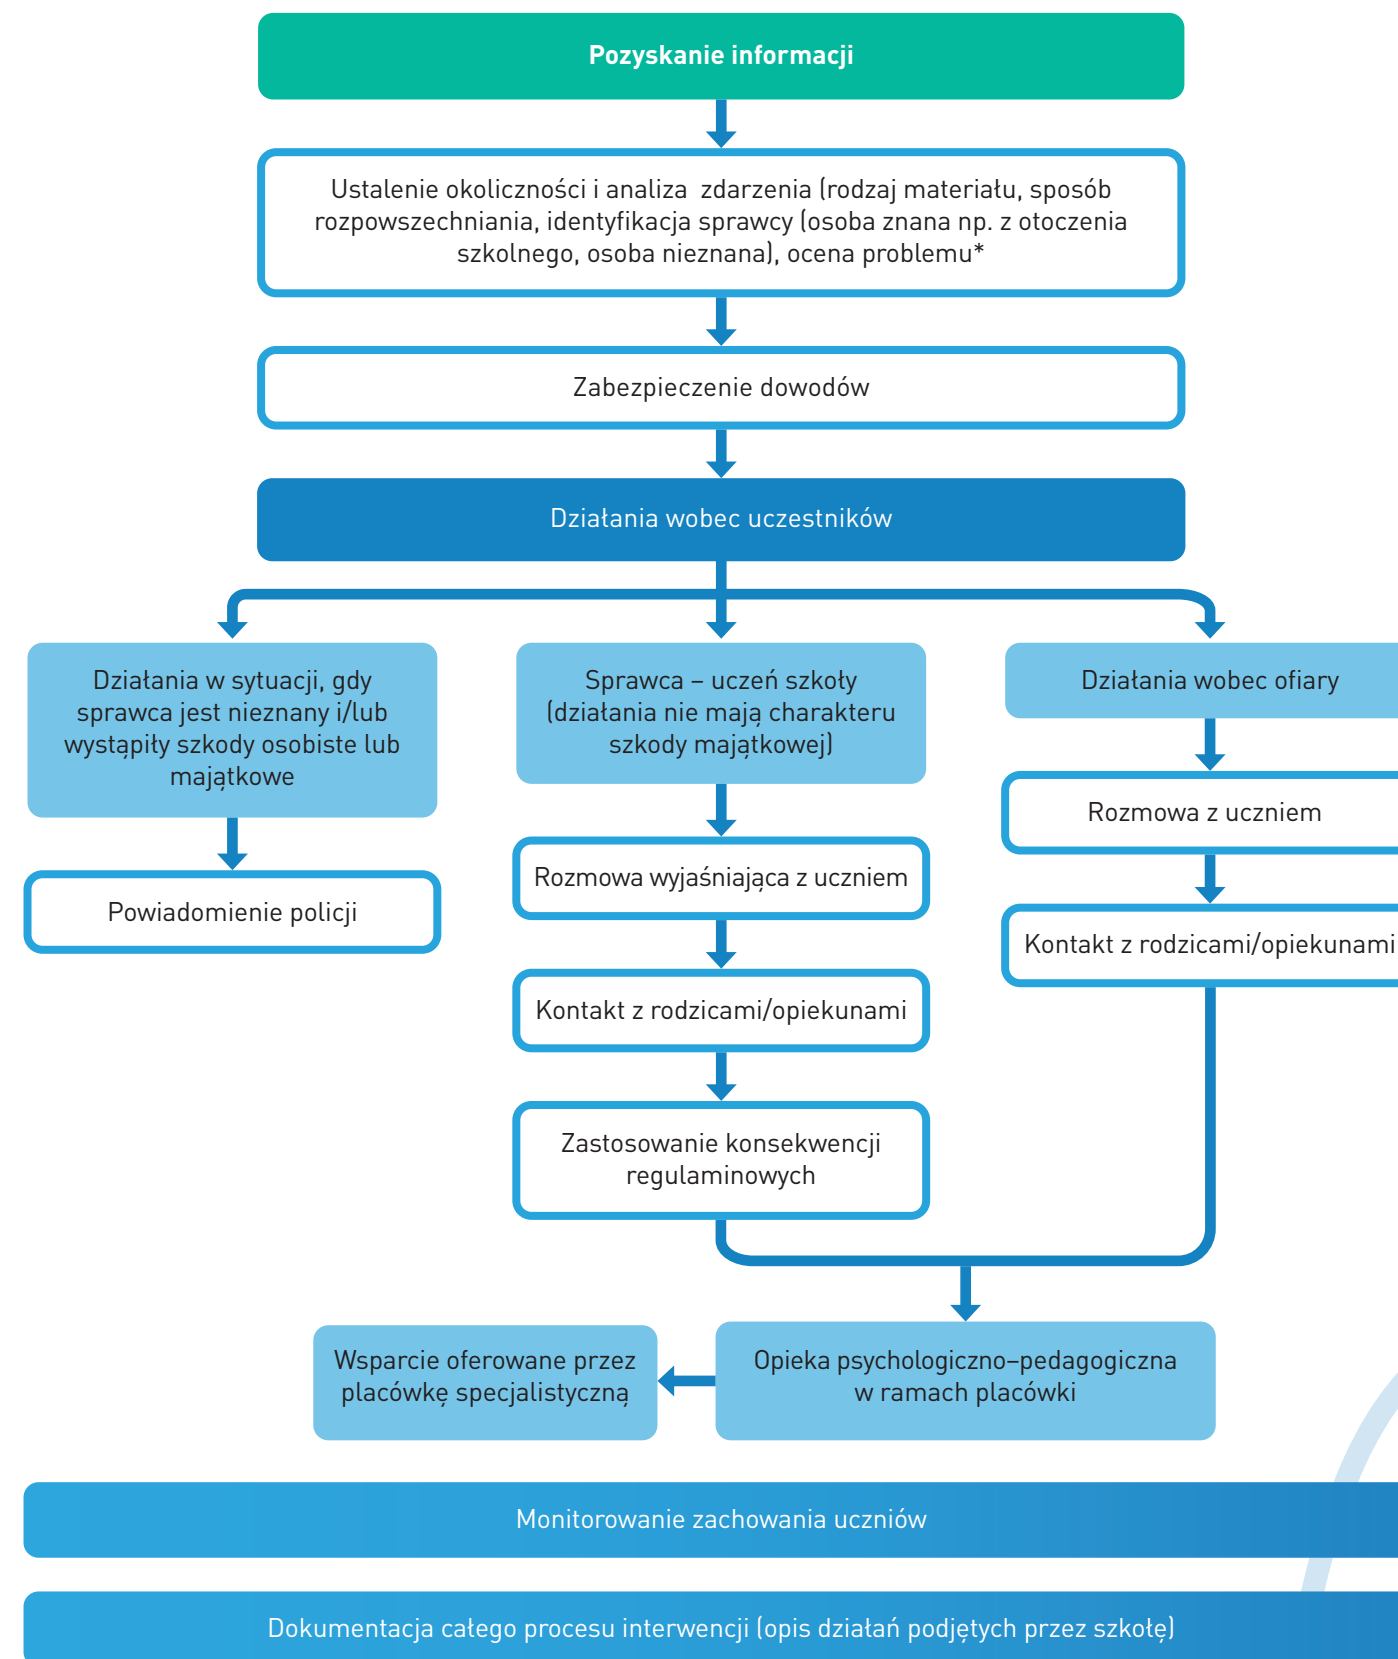 Pozyskanie informacji
Ustalenie okoliczności i analiza zdarzenia (rodzaj materiału, sposób
rozpowszechniania, identyfikacja sprawcy (osoba znana np. z otoczenia
szkolnego, osoba nieznana), ocena problemu*
Zabezpieczenie dowodów
Działania wobec uczestników
Działania w sytuacji, gdy
sprawca jest nieznany i/lub
wystąpiły szkody osobiste lub
majątkowe
Powiadomienie policji
Sprawca – uczeń szkoły
(działania nie mają charakteru
szkody majątkowej)
Rozmowa wyjaśniająca z uczniem
Kontakt z rodzicami/opiekunami
Zastosowanie konsekwencji
regulaminowych
Działania wobec ofiary
Rozmowa z uczniem
Kontakt z rodzicami/opiekunami
Opieka psychologiczno–pedagogiczna
w ramach placówki
Wsparcie oferowane przez
placówkę specjalistyczną
Monitorowanie zachowania uczniów
Dokumentacja całego procesu interwencji (opis działań podjętych przez szkołę)